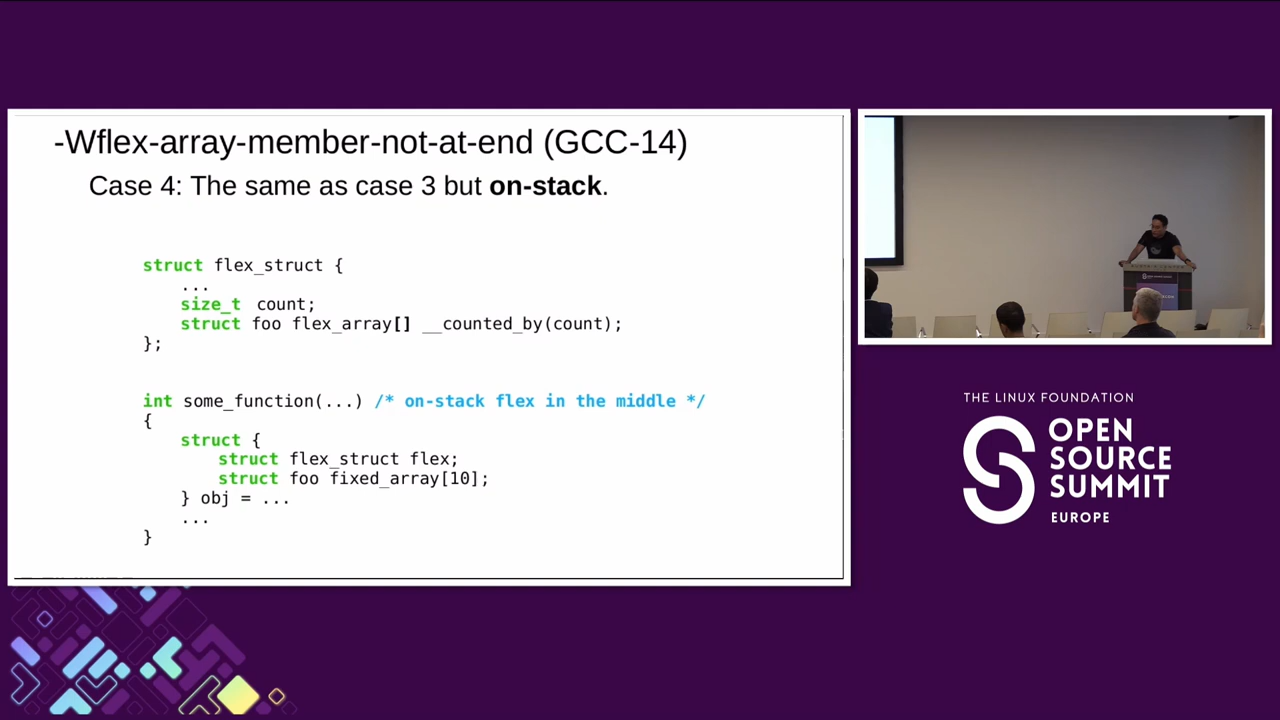 -Wflex-array-member-not-at-end (GCC-14)
Case 4: The same as case 3 but on-stack.
struct flex_struct {
...
size_t count;
struct foo flex_array[] __counted_by(count);
};
int some_function(...) /* on-stack flex in the middle */
{
struct {
struct flex_struct flex;
struct foo fixed_array[10];
} obj = ...
...
}
THE LINUX FOUNDATION
OPEN
SOURCE
SUMMIT
EUROPE